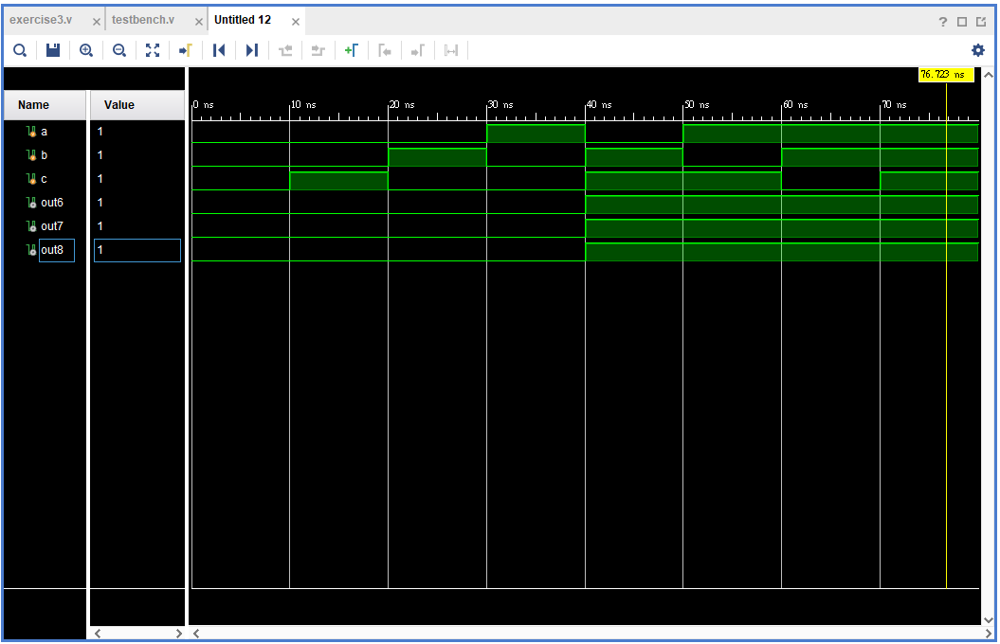 exercise3.v × testbench.v × Untitled 12 ×
?
76.723 ns
Name Value
0 ns 10 ns 20 ns 30 ns 40 ns 50 ns 60 ns 70 ns
a 1
b 1
c 1
out6 1
out7 1
out8 1